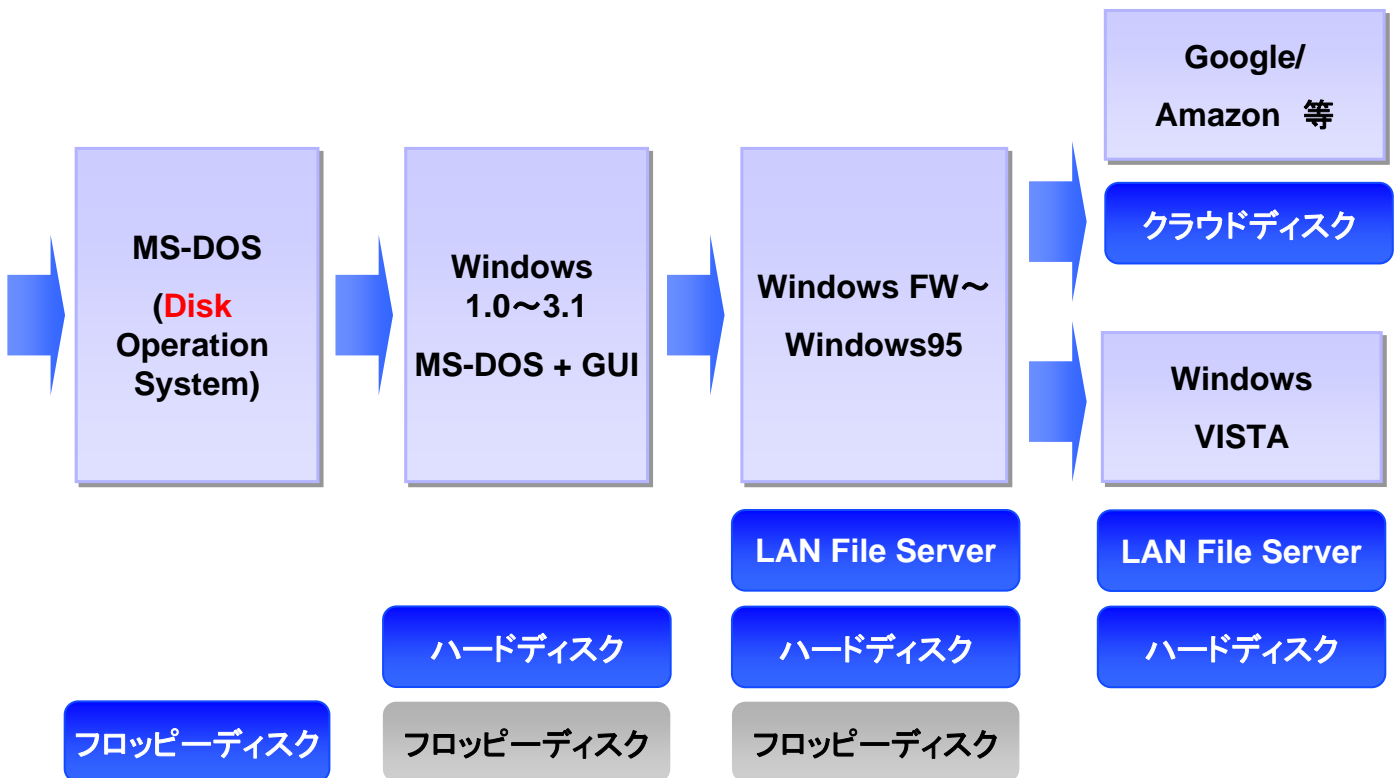 Google/
Amazon 等
クラウドディスク
MS-DOS
(Disk
Operation
System)
Windows
1.0～3.1
MS-DOS + GUI
Windows FW～
Windows95
Windows
VISTA
LAN File Server
LAN File Server
ハードディスク
ハードディスク
ハードディスク
フロッピーディスク
フロッピーディスク
フロッピーディスク